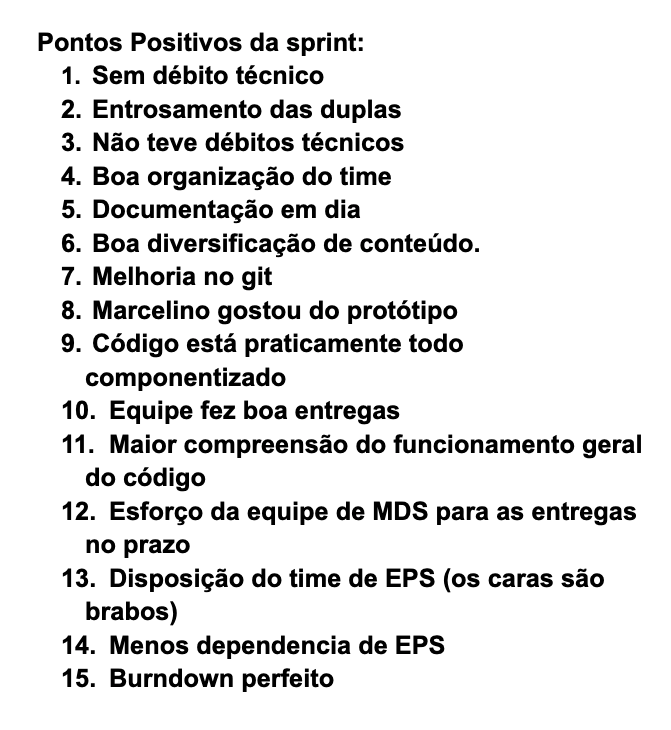 Pontos Positivos da sprint:
1. Sem débito técnico
2. Entrosamento das duplas
3. Não teve débitos técnicos
4. Boa organização do time
5. Documentação em dia
6. Boa diversificação de conteúdo.
7. Melhoria no git
8. Marcelino gostou do protótipo
9. Código está praticamente todo
componentizado
10. Equipe fez boa entregas
11. Maior compreensão do funcionamento geral
do código
12. Esforço da equipe de MDS para as entregas
no prazo
13. Disposição do time de EPS (os caras são
brabos)
14. Menos dependencia de EPS
15. Burndown perfeito